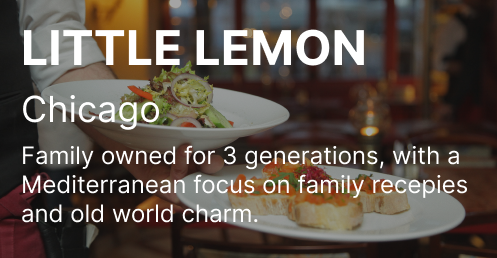 LITTLE LEMON
Chicago
Family owned for 3 generations, with a
Mediterranean focus on family recepies
and old world charm.